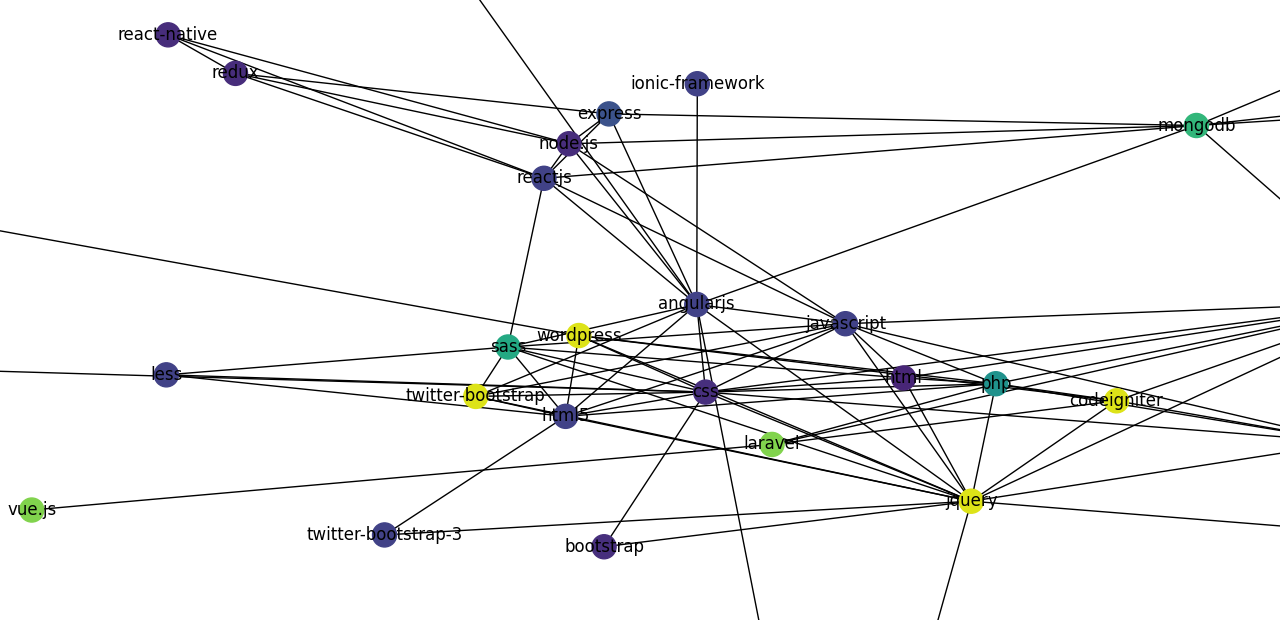 react-native
redux
ionic-framework
express
mongodb
node.js
reactjs
angularjs
javascript
wordpress
sass
less
html
php
css
twitter-bootstrap
codeigniter
html5
laravel
jquery
vue.js
twitter-bootstrap-3
bootstrap